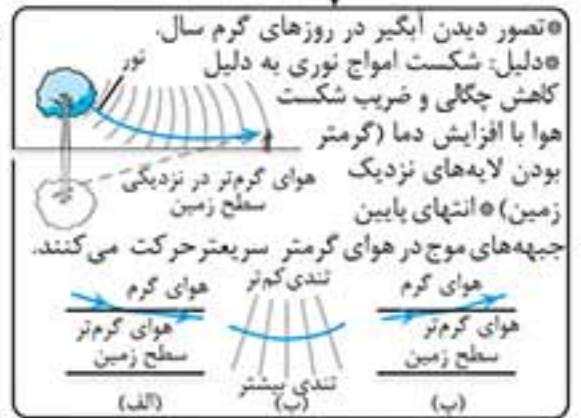 *تصور دیدن آبگیر در روزهای گرم سال.
*دلیل: شکست امواج نوری به دلیل
کاهش چگالی و ضریب شکست
هوا با افزایش دما (گرمتر
بودن لایه‌های نزدیک
زمین)*انتهای پایین
جبهه‌های موج در هوای گرمتر سریعتر حرکت می‌کنند.
نور
هوای گرم‌تر در نزدیکی
سطح زمین
هوای گرم
هوای گرم‌تر
سطح زمین
(پ)
تندی کم‌تر
تندی بیشتر
(ب)
هوای گرم
هوای گرم‌تر
سطح زمین
(الف)